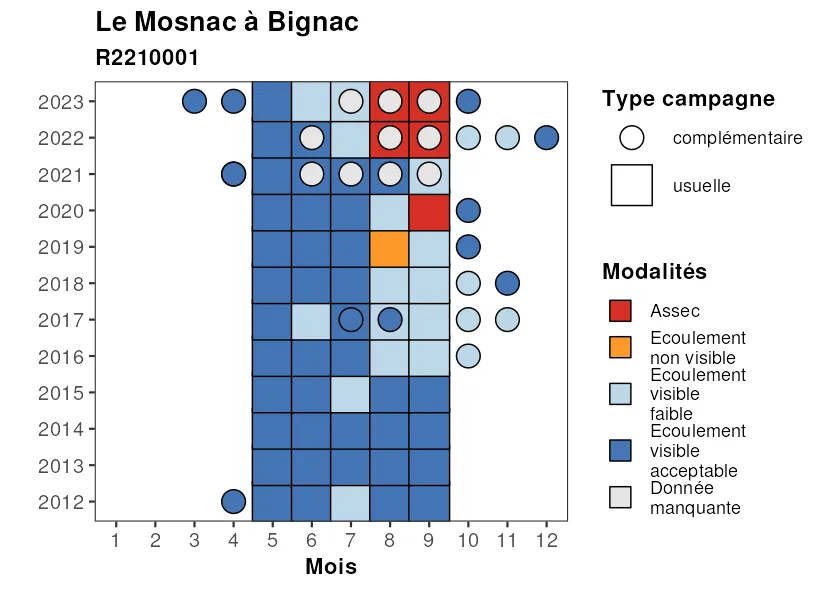 Le Mosnac à Bignac
R2210001
2023
2022
2021
2020
2019
2018
2017
2016
2015
2014
2013
2012
1 2 3 4 5 6 7 8 9 10 11 12
Mois
Type campagne
complémentaire
usuelle
Modalités
Assec
Ecoulement
non visible
Ecoulement
visible
faible
Ecoulement
visible
acceptable
Donnée
manquante